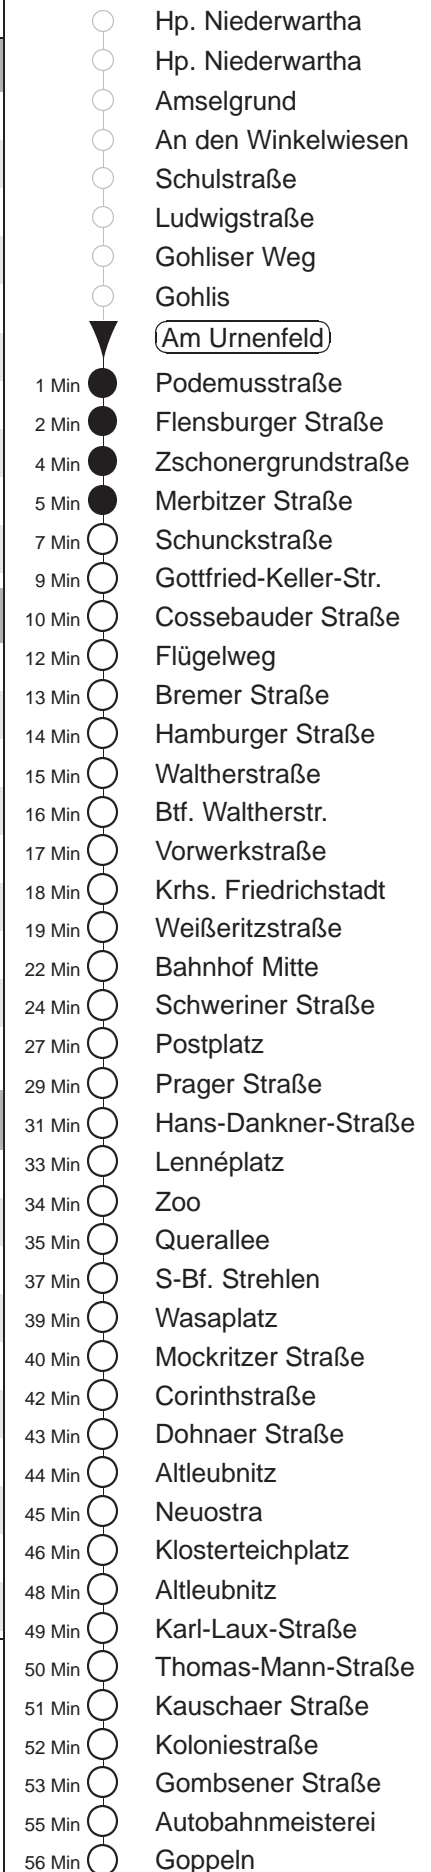 Hp. Niederwartha
Hp. Niederwartha
Amselgrund
An den Winkelwiesen
Schulstraße
Ludwigstraße
Gohliser Weg
Gohlis
Am Urnenfeld
1 Min Podemusstraße
2 Min Flensburger Straße
4 Min Zschonergrundstraße
5 Min Merbitzer Straße
7 Min Schunckstraße
9 Min Gottfried-Keller-Str.
10 Min Cossebauder Straße
12 Min Flügelweg
13 Min Bremer Straße
14 Min Hamburger Straße
15 Min Waltherstraße
16 Min Btf. Waltherstr.
17 Min Vorwerkstraße
18 Min Krhs. Friedrichstadt
19 Min Weißeritzstraße
22 Min Bahnhof Mitte
24 Min Schweriner Straße
27 Min Postplatz
29 Min Prager Straße
31 Min Hans-Dankner-Straße
33 Min Lennéplatz
34 Min Zoo
35 Min Querallee
37 Min S-Bf. Strehlen
39 Min Wasaplatz
40 Min Mockritzer Straße
42 Min Corinthstraße
43 Min Dohnaer Straße
44 Min Altleubnitz
45 Min Neuostra
46 Min Klosterteichplatz
48 Min Altleubnitz
49 Min Karl-Laux-Straße
50 Min Thomas-Mann-Straße
51 Min Kauschaer Straße
52 Min Koloniestraße
53 Min Gombsener Straße
55 Min Autobahnmeisterei
56 Min Goppeln